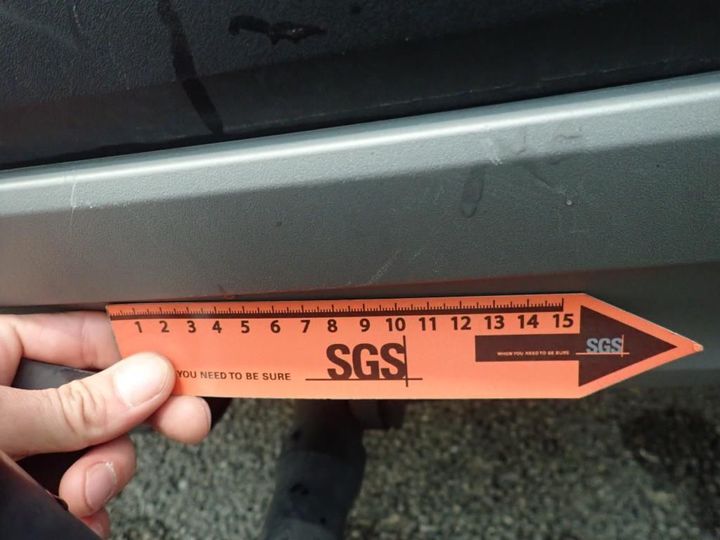 1 2 3 4 5 6 7 8 9 10 11 12 13 14 15
YOU NEED TO BE SURE
SGS
WHEN YOU NEED TO BE SURE
SGS